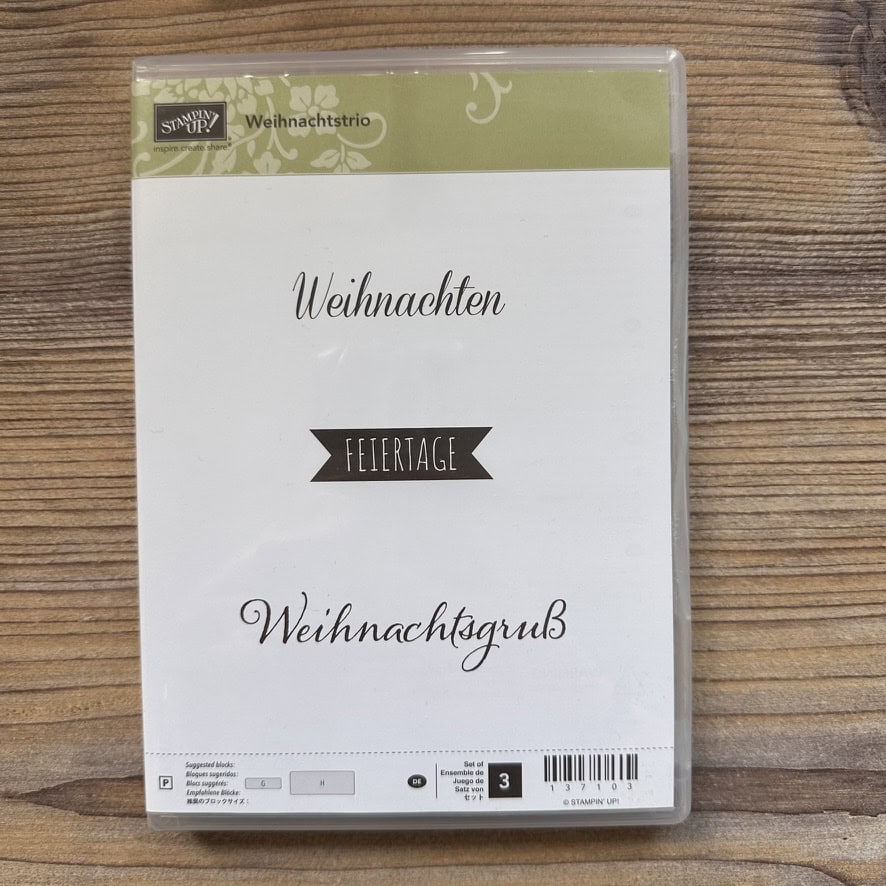 STAMPIN' UP!
inspire. create. share.®
Weihnachtstrio
Weihnachten
FEIERTAGE
Weihnachtsgruß
P
Suggested blocks:
Bloques sugeridos:
Blocs suggérés:
Empfohlene Blöcke:
推奨のブロックサイズ:
G
H
DE
Set of
Ensemble de
Juego de
Satz von
セット
3
137103
© STAMPIN' UP!